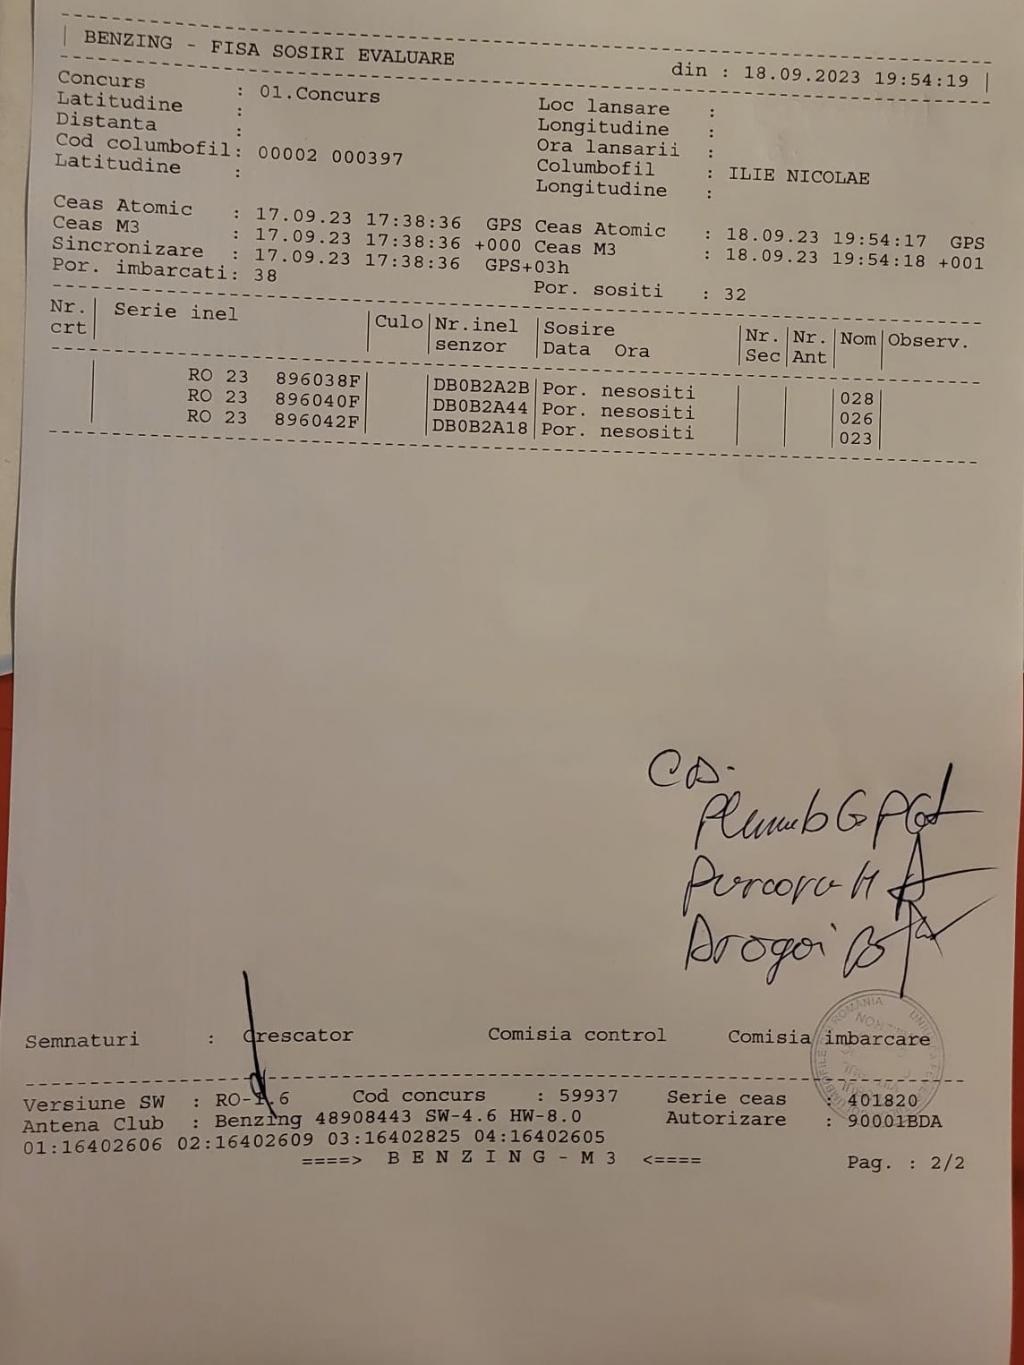 BENZING - FISA SOSIRI EVALUARE din : 18.09.2023 19:54:19
Concurs : 01.Concurs Loc lansare :
Latitudine : Longitudine :
Distanta : Ora lansarii :
Cod columbofil: 00002 000397 Columbofil : ILIE NICOLAE
Latitudine : Longitudine :
Ceas Atomic : 17.09.23 17:38:36 GPS Ceas Atomic : 18.09.23 19:54:17 GPS
Ceas M3 : 17.09.23 17:38:36 +000 Ceas M3 : 18.09.23 19:54:18 +001
Sincronizare : 17.09.23 17:38:36 GPS+03h
Por. imbarcati: 38 Por. sositi : 32
Nr. Serie inel Culo Nr.inel Sosire Nr. Nr. Nom Observ.
crt senzor Data Ora Sec Ant
RO 23 896038F DB0B2A2B Por. nesositi 028
RO 23 896040F DB0B2A44 Por. nesositi 026
RO 23 896042F DB0B2A18 Por. nesositi 023
Semnaturi : Crescator Comisia control Comisia imbarcare
Versiune SW : RO-1.6 Cod concurs : 59937 Serie ceas : 401820
Antena Club : Benzing 48908443 SW-4.6 HW-8.0 Autorizare : 90001BDA
01:16402606 02:16402609 03:16402825 04:16402605
====> B E N Z I N G - M 3 <==== Pag. : 2/2